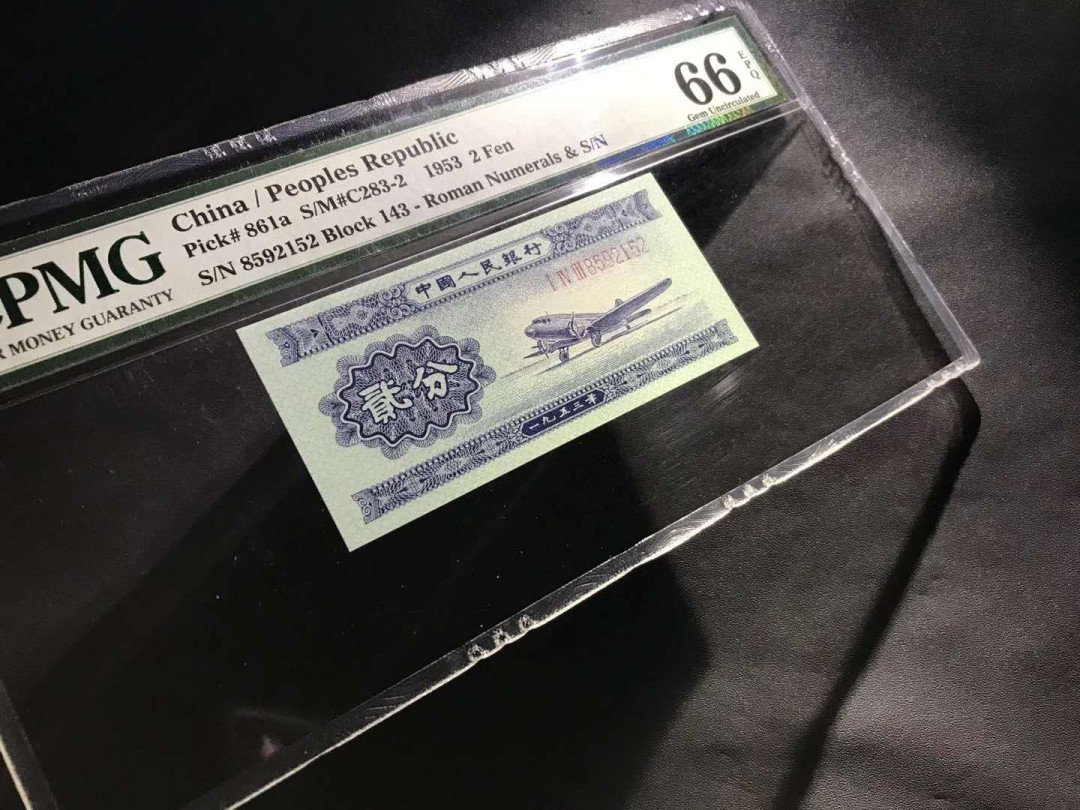 PMG
MONEY GUARANTY
China / Peoples Republic
Pick# 861a S/M#C283-2 1953 2 Fen
S/N 8592152 Block 143 - Roman Numerals & S/N
66
EPQ
Gem Uncirculated
中國人民銀行
I IV III 8592152
貳分
一九五三年